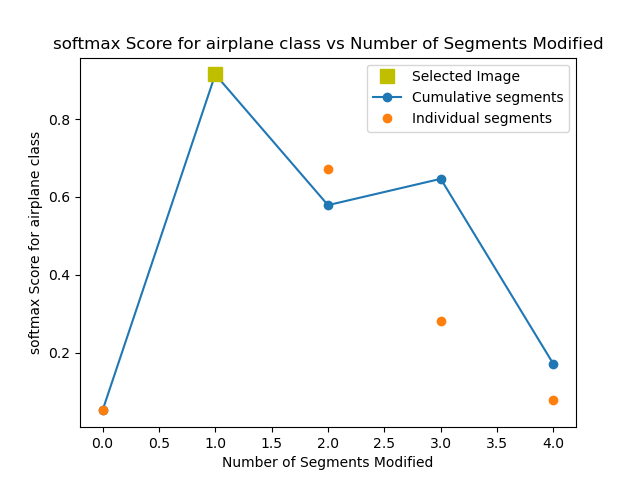 softmax Score for airplane class vs Number of Segments Modified
Selected Image
Cumulative segments
Individual segments
softmax Score for airplane class
0.8
0.6
0.4
0.2
0.0 0.5 1.0 1.5 2.0 2.5 3.0 3.5 4.0
Number of Segments Modified